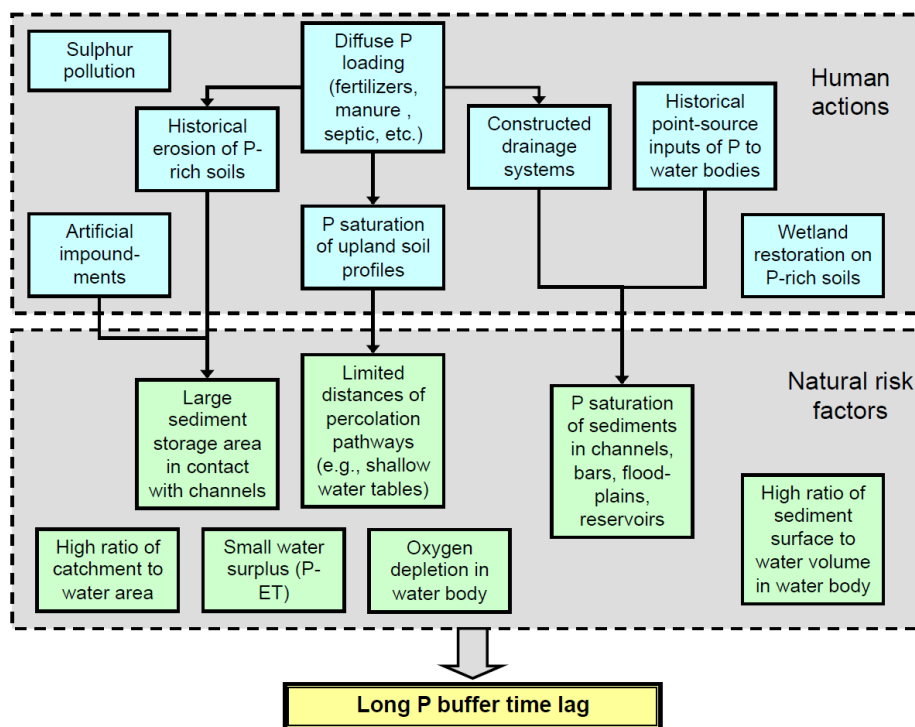 Sulphur
pollution
Diffuse P
loading
(fertilizers,
manure ,
septic, etc.)
Human
actions
Historical
erosion of P-
rich soils
Constructed
drainage
systems
Historical
point-source
inputs of P to
water bodies
Artificial
impound-
ments
P saturation
of upland soil
profiles
Wetland
restoration on
P-rich soils
Natural risk
factors
Large
sediment
storage area
in contact
with channels
Limited
distances of
percolation
pathways
(e.g., shallow
water tables)
P saturation
of sediments
in channels,
bars, flood-
plains,
reservoirs
High ratio of
sediment
surface to
water volume
in water body
High ratio of
catchment to
water area
Small water
surplus (P-
ET)
Oxygen
depletion in
water body
Long P buffer time lag